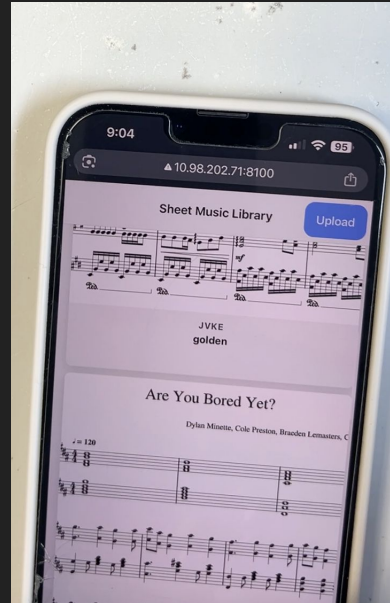 9:04
95
10.98.202.71:8100
Sheet Music Library
Upload
mf
JVKE
golden
Are You Bored Yet?
Dylan Minette, Cole Preston, Braeden Lemasters, C
♩ = 120